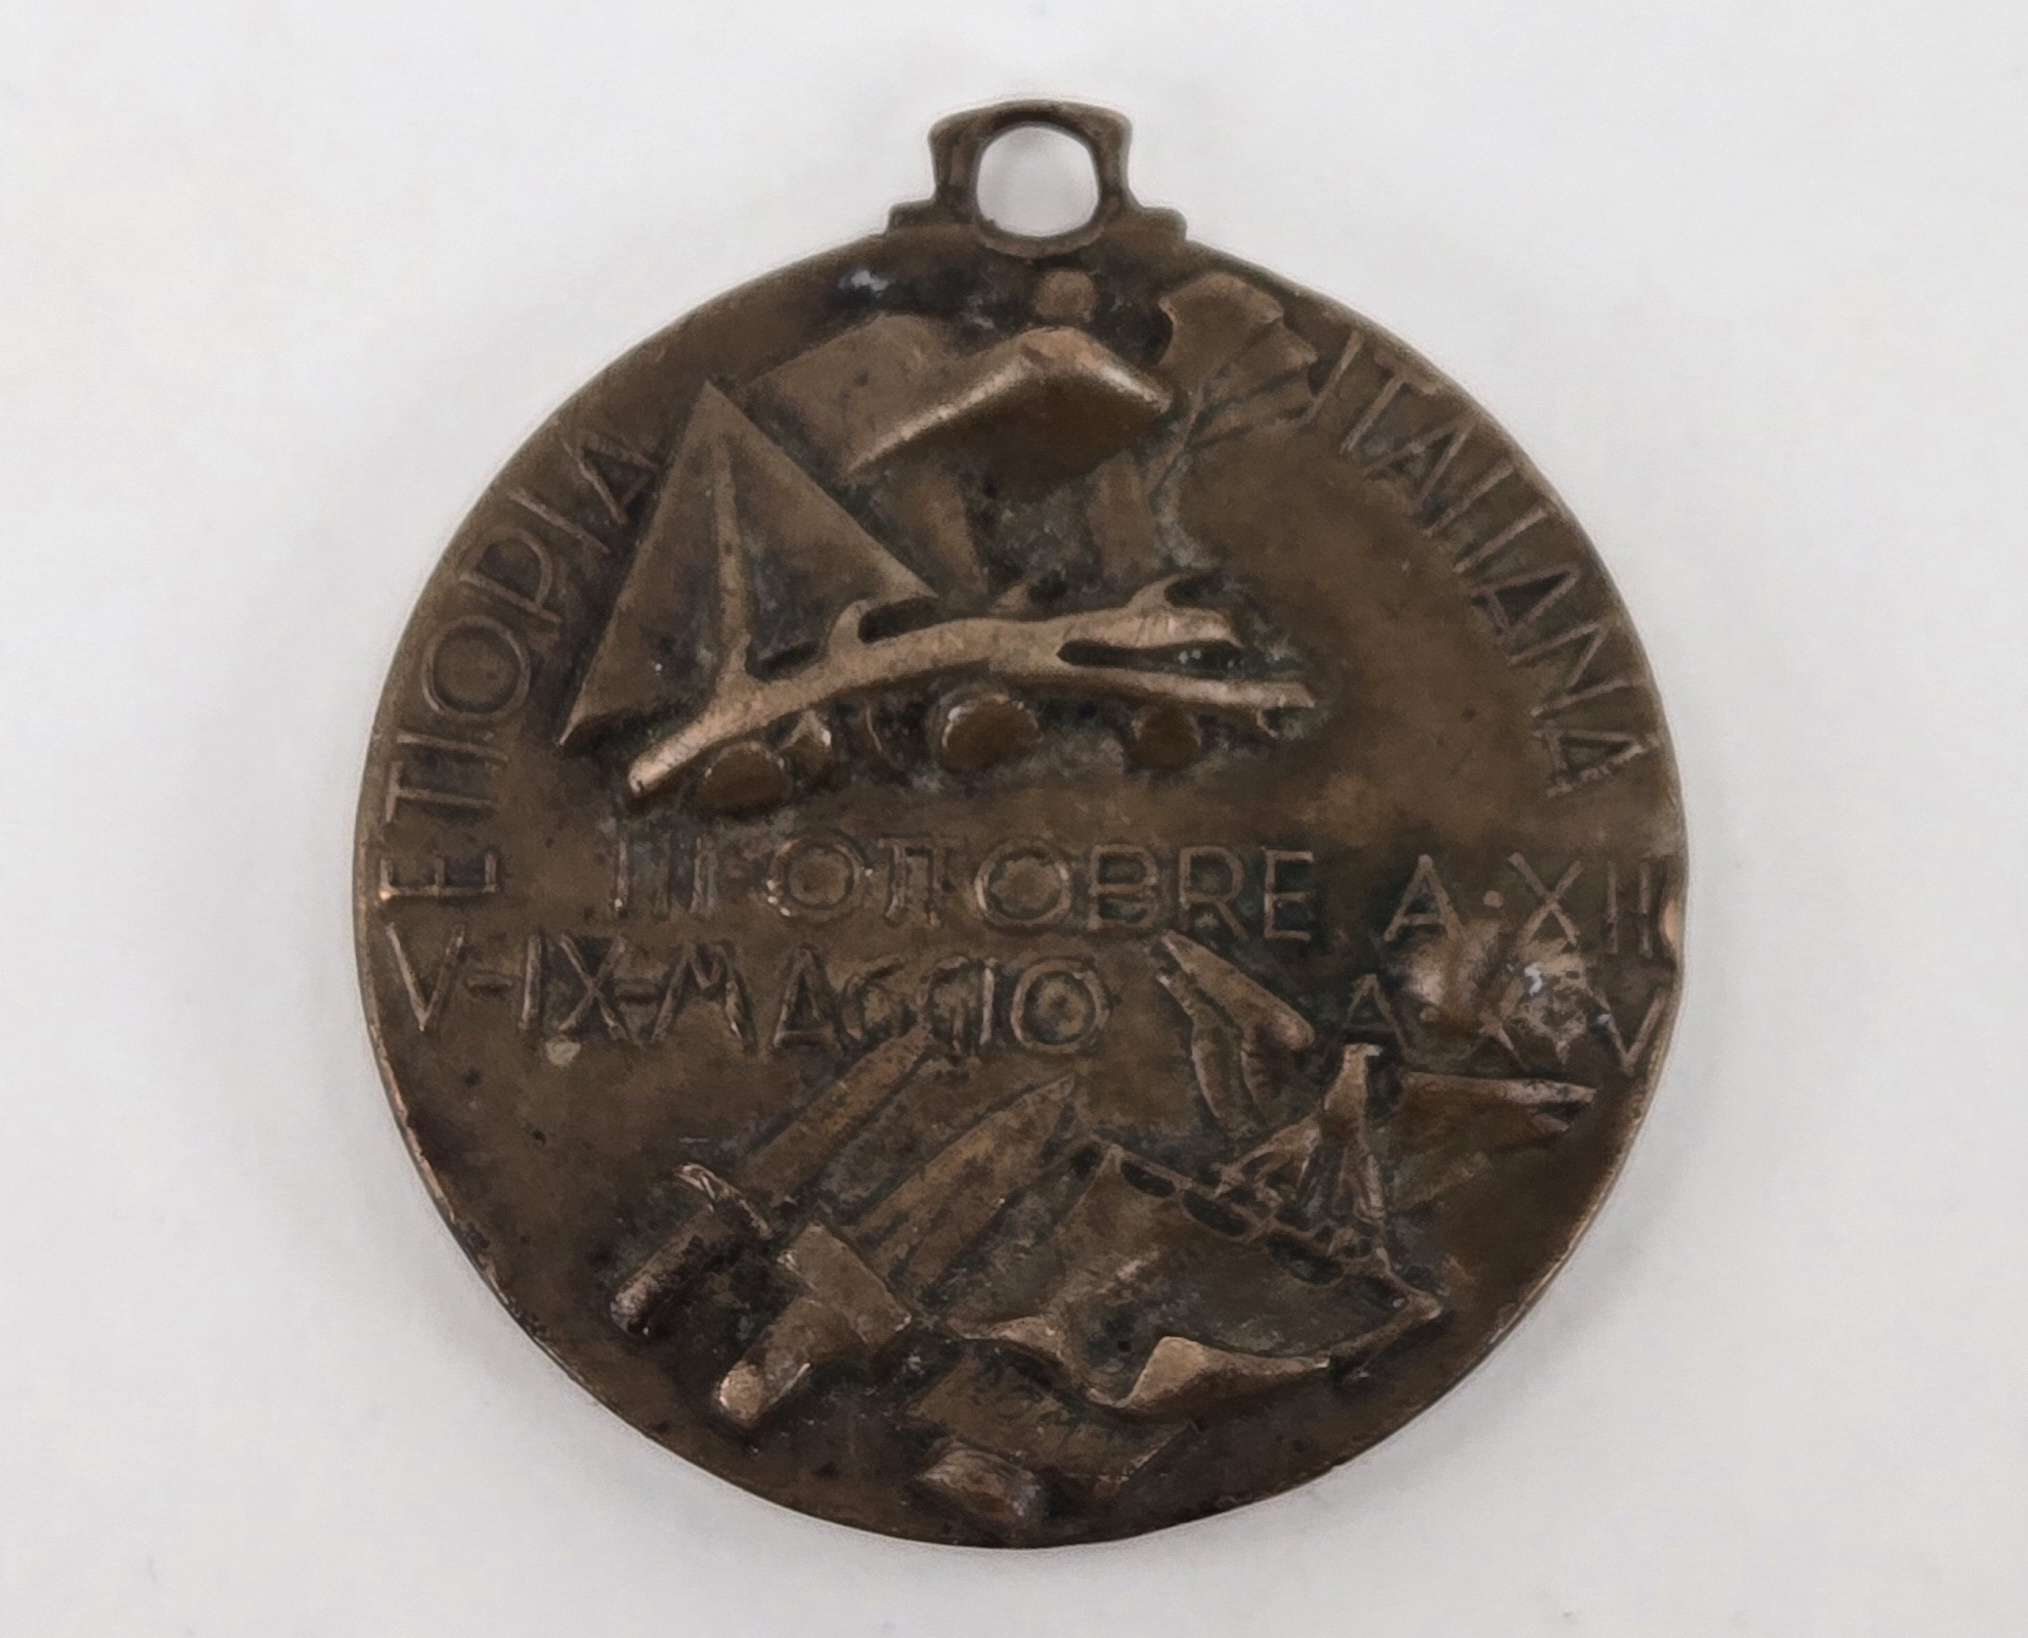 ETIOPIA ITALIANA
III·OTTOBRE A·XIII
V-IX-MAGGIO A·XIV